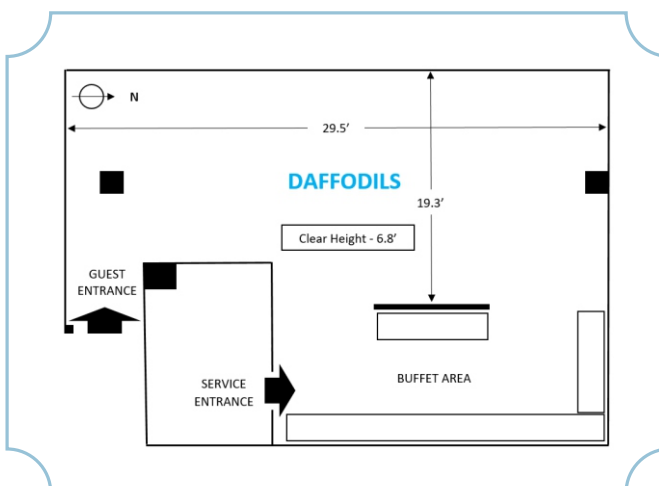 N
29.5’
DAFFODILS
19.3’
Clear Height - 6.8’
GUEST
ENTRANCE
SERVICE
ENTRANCE
BUFFET AREA